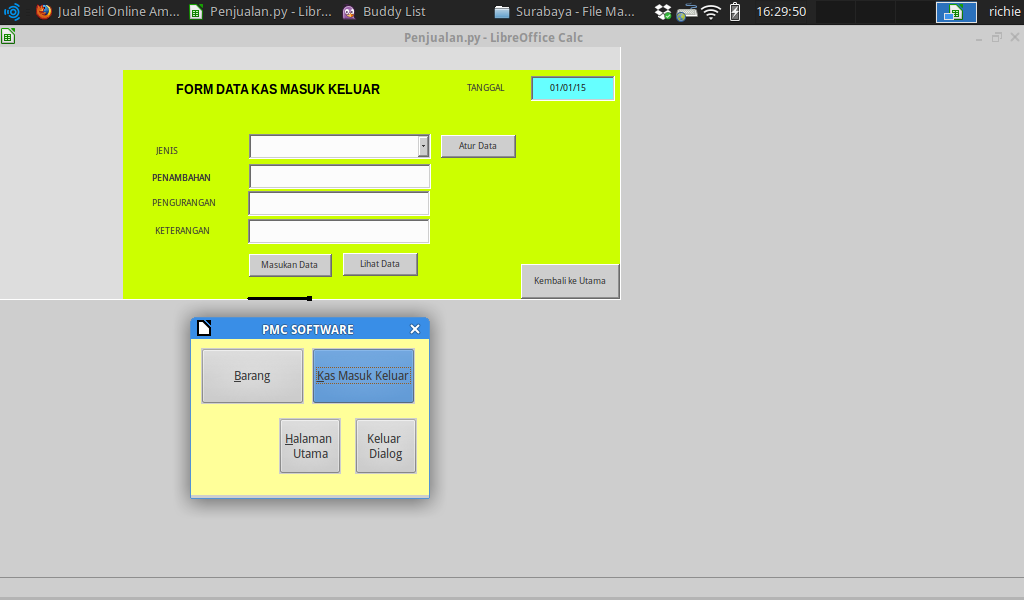 Jual Beli Online Am...
Penjualan.py - Libr...
Buddy List
Surabaya - File Ma...
16:29:50
richie
Penjualan.py - LibreOffice Calc
FORM DATA KAS MASUK KELUAR
TANGGAL
01/01/15
JENIS
Atur Data
PENAMBAHAN
PENGURANGAN
KETERANGAN
Masukan Data
Lihat Data
Kembali ke Utama
PMC SOFTWARE
Barang
Kas Masuk Keluar
Halaman
Utama
Keluar
Dialog